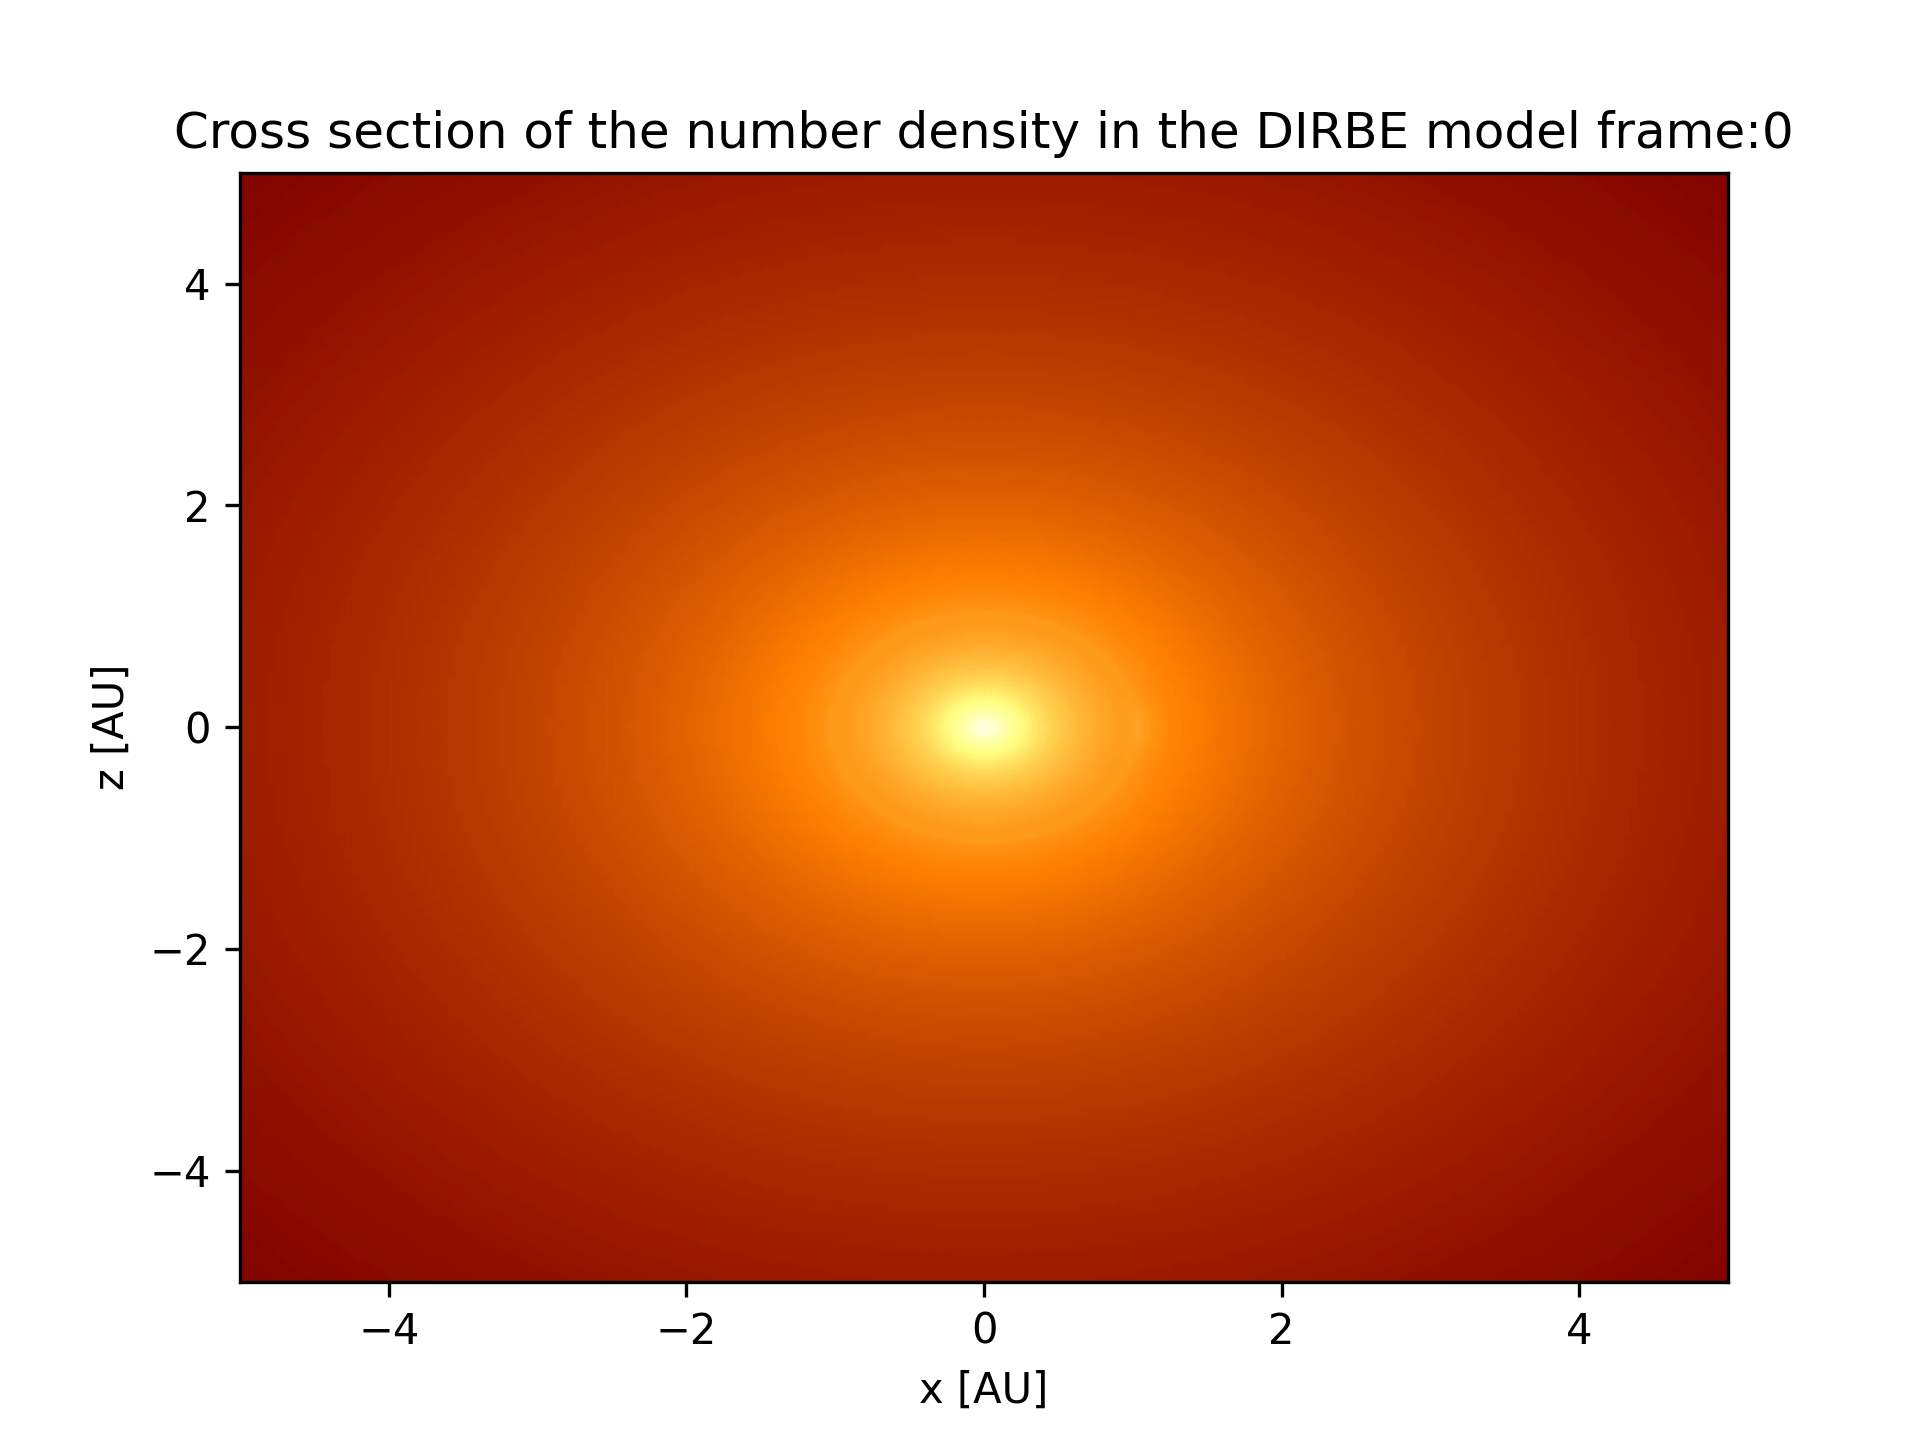 Cross section of the number density in the DIRBE model frame:0
4
2
0
−2
−4
z [AU]
−4 −2 0 2 4
x [AU]